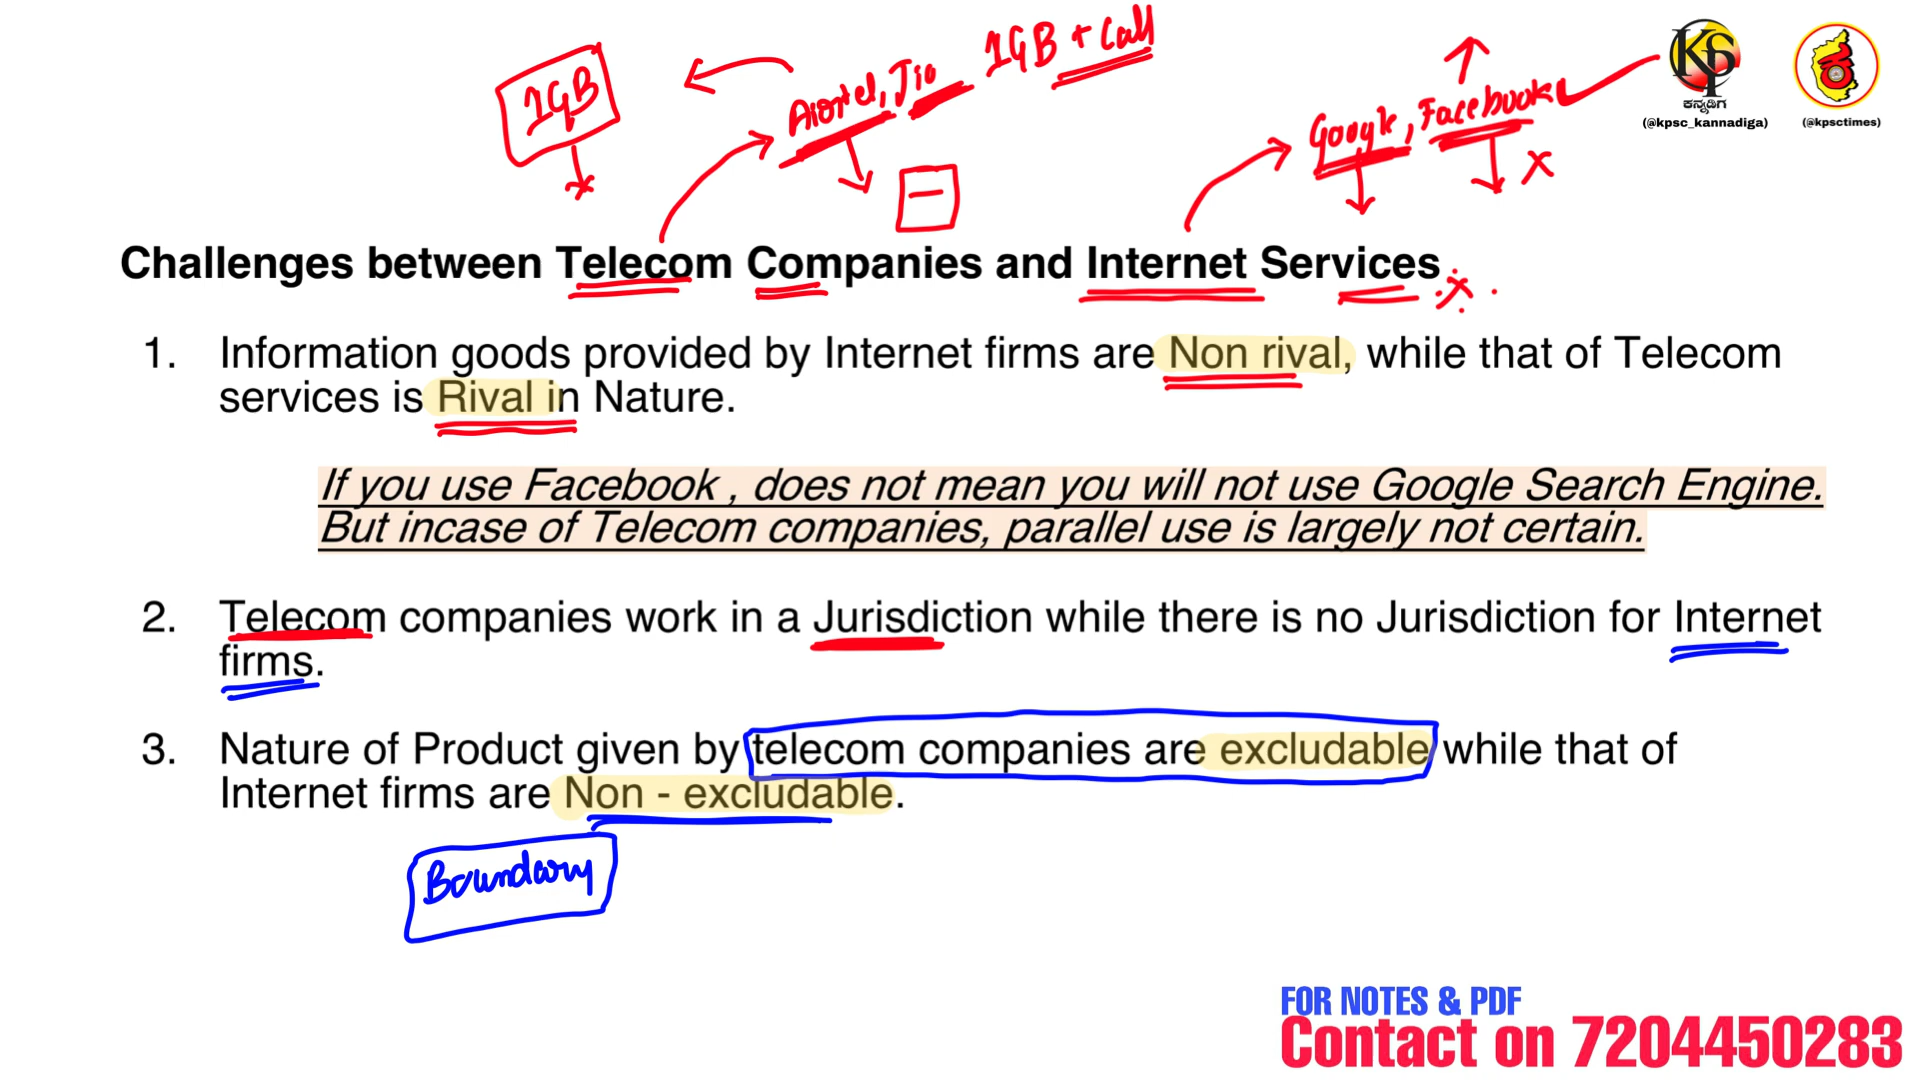 1GB
Airtel, Jio
1GB + Call
Google, Facebook
KP
ಕನ್ನಡಿಗ
(@kpsc_kannadiga)
(@kpsctimes)
Challenges between Telecom Companies and Internet Services
1. Information goods provided by Internet firms are Non rival, while that of Telecom
services is Rival in Nature.
If you use Facebook , does not mean you will not use Google Search Engine.
But incase of Telecom companies, parallel use is largely not certain.
2. Telecom companies work in a Jurisdiction while there is no Jurisdiction for Internet
firms.
3. Nature of Product given by telecom companies are excludable while that of
Internet firms are Non - excludable.
Boundary
FOR NOTES & PDF
Contact on 7204450283